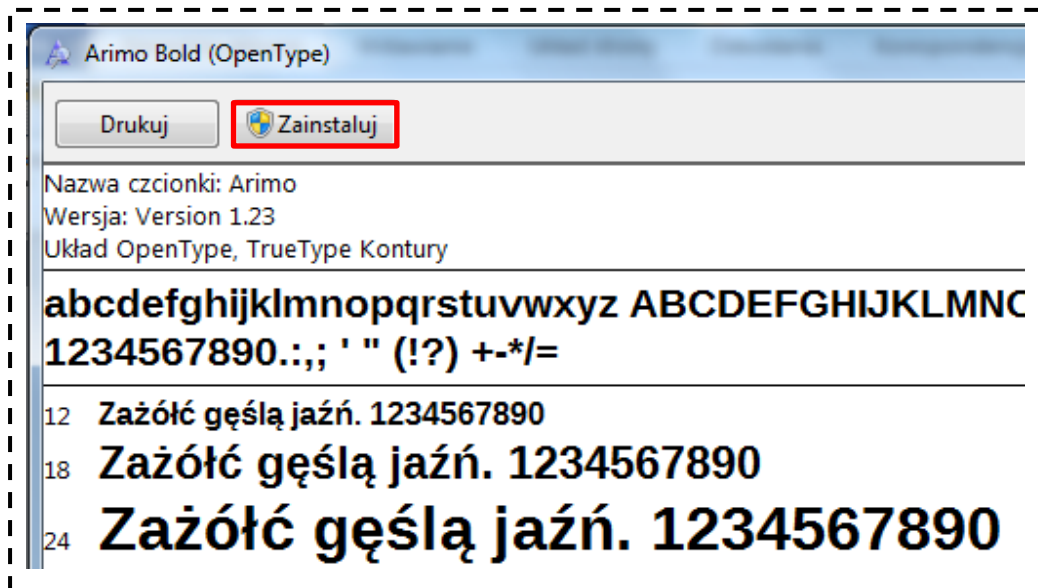 Arimo Bold (OpenType)
Drukuj Zainstaluj
Nazwa czcionki: Arimo
Wersja: Version 1.23
Układ OpenType, TrueType Kontury
abcdefghijklmnopqrstuvwxyz ABCDEFGHIJKLMN
1234567890.:,; ' " (!?) +-*/=
12 Zażółć gęślą jaźń. 1234567890
18 Zażółć gęślą jaźń. 1234567890
24 Zażółć gęślą jaźń. 1234567890